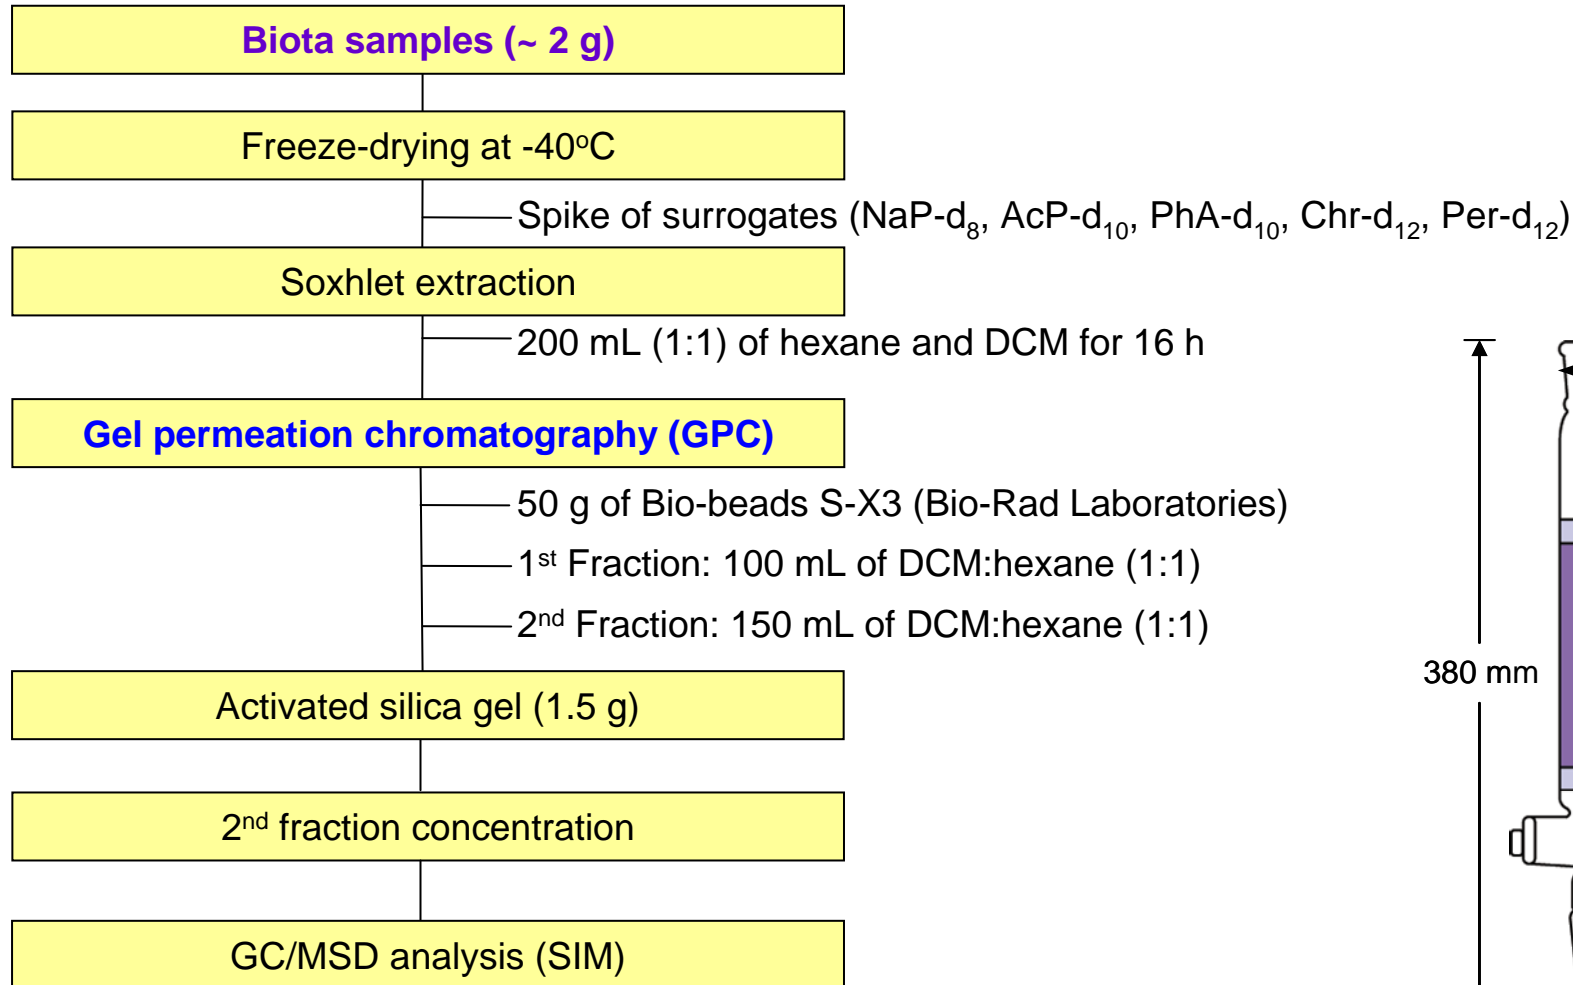 Biota samples (~ 2 g)
Freeze-drying at -40°C
Spike of surrogates (NaP-d8, AcP-d10, PhA-d10, Chr-d12, Per-d12)
Soxhlet extraction
200 mL (1:1) of hexane and DCM for 16 h
Gel permeation chromatography (GPC)
50 g of Bio-beads S-X3 (Bio-Rad Laboratories)
1st Fraction: 100 mL of DCM:hexane (1:1)
2nd Fraction: 150 mL of DCM:hexane (1:1)
380 mm
Activated silica gel (1.5 g)
2nd fraction concentration
GC/MSD analysis (SIM)